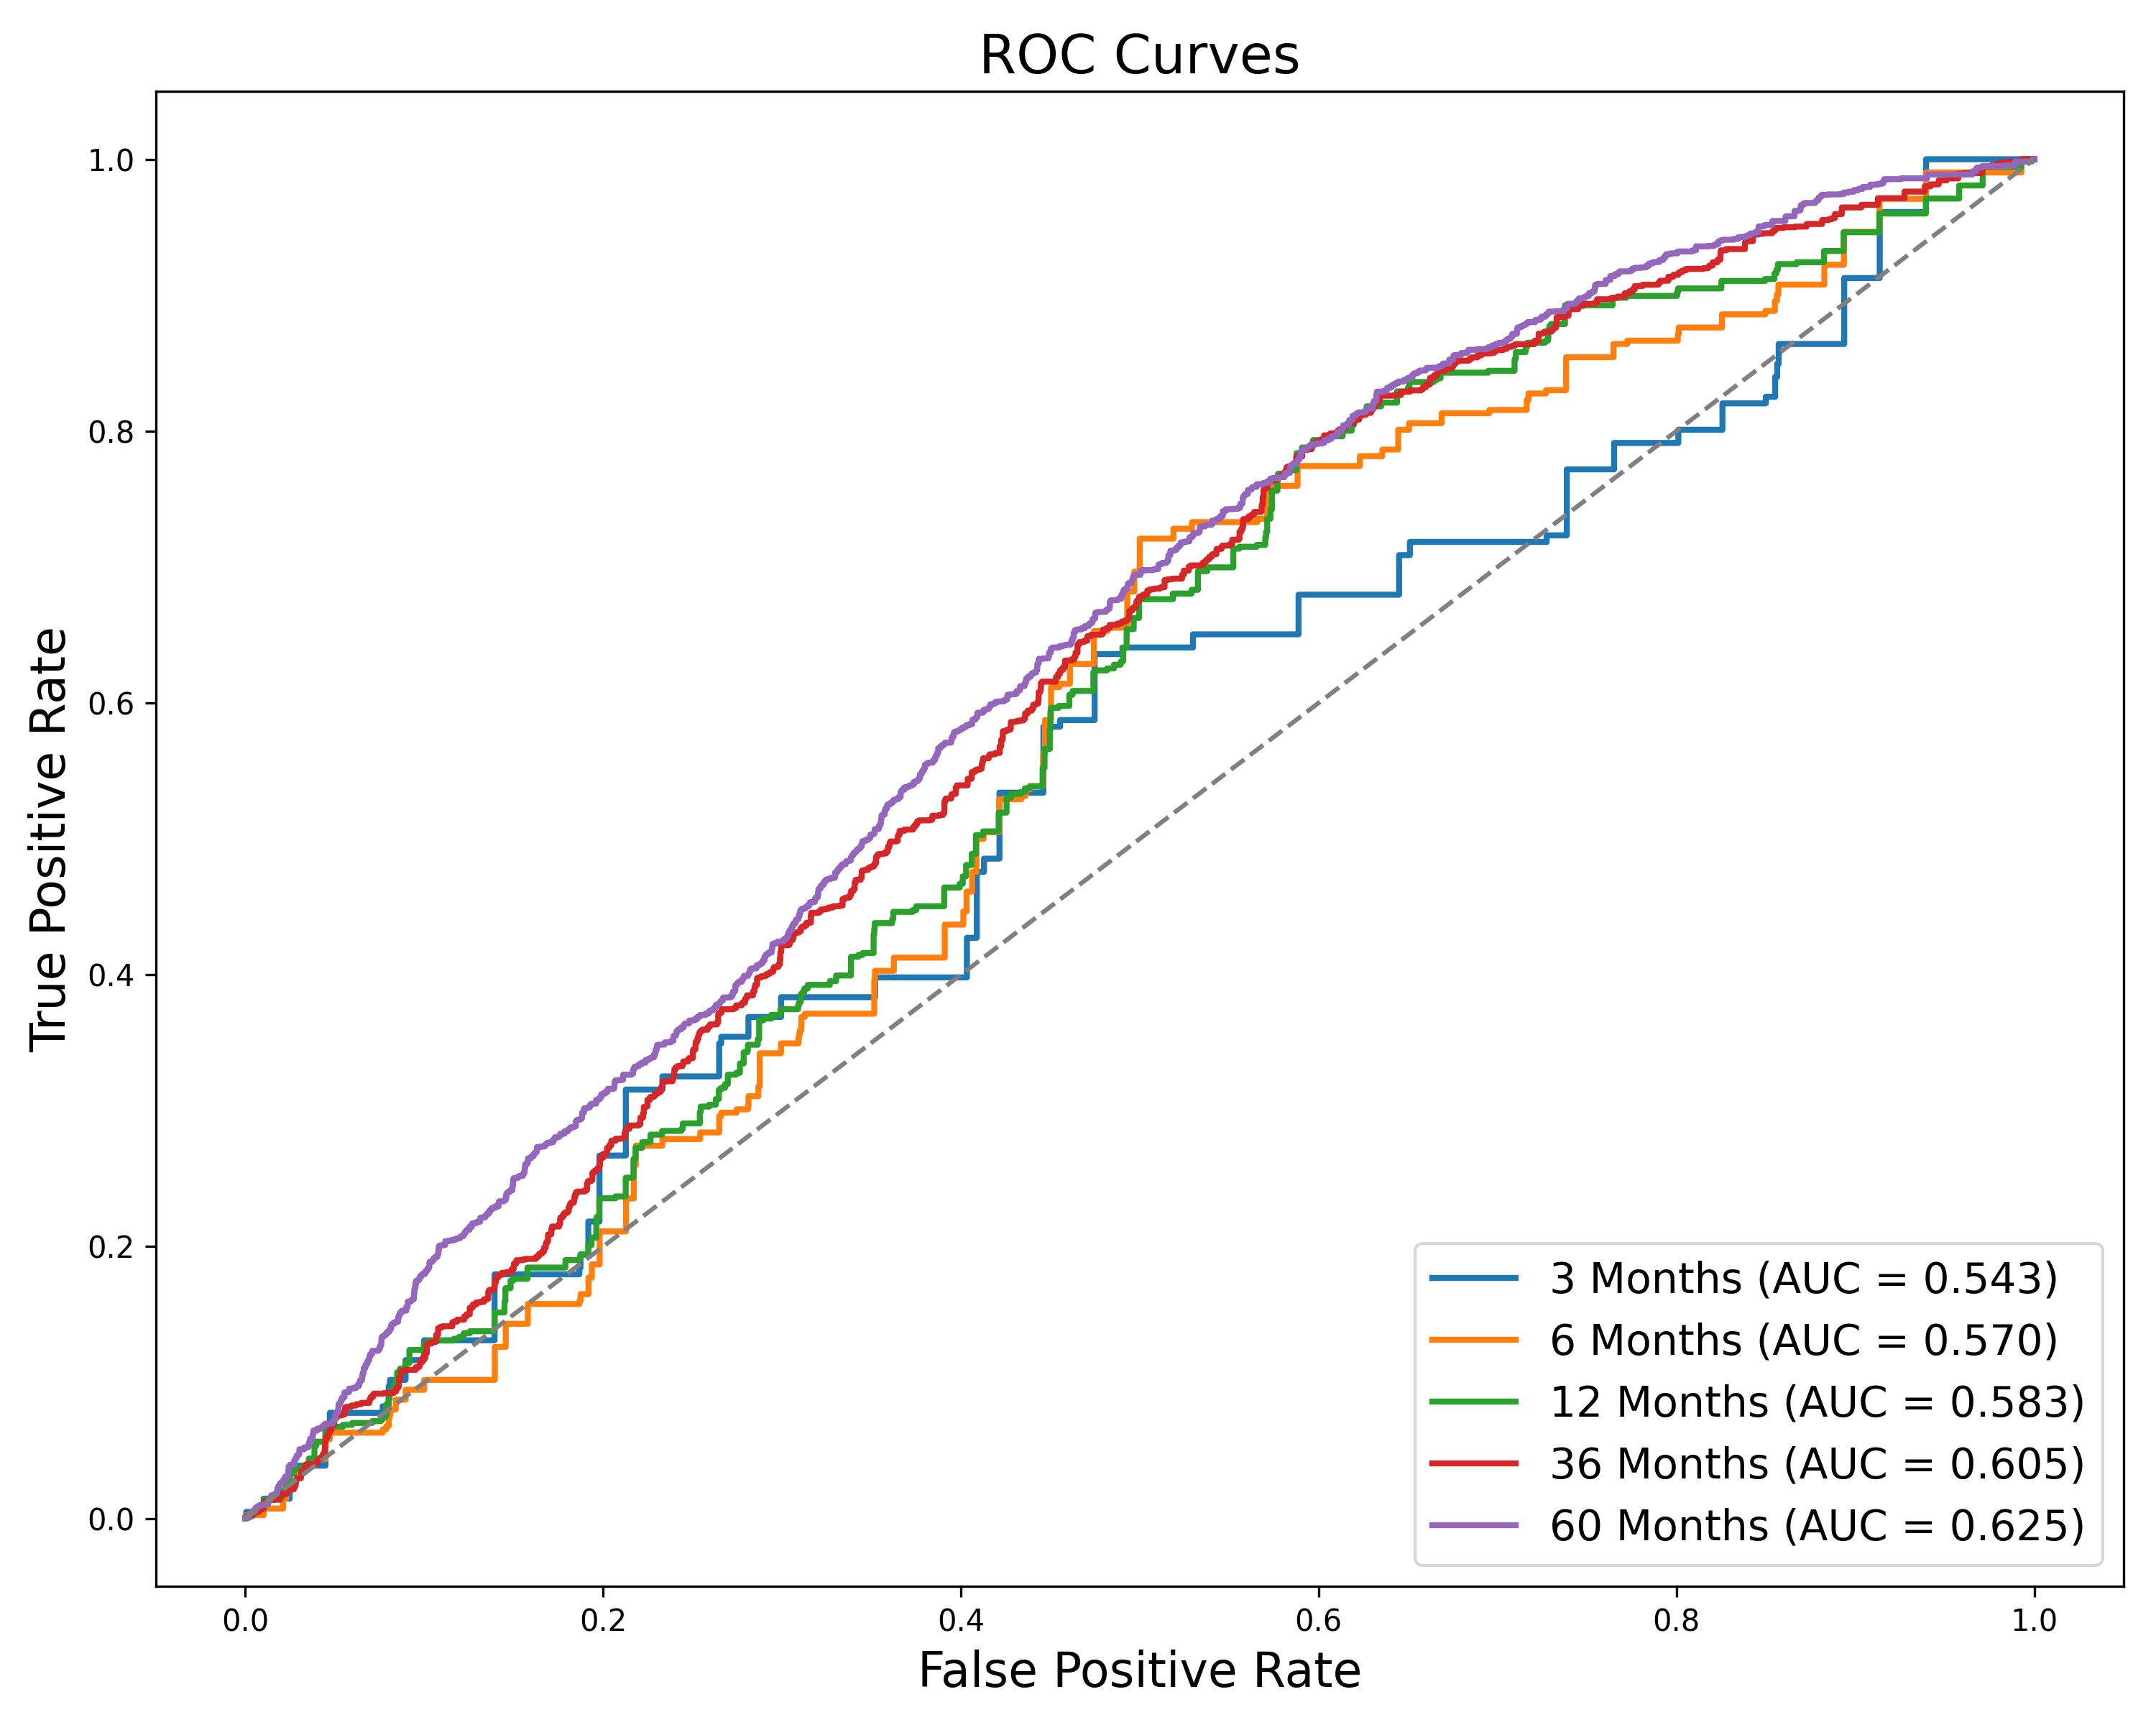 ROC Curves
1.0
0.8
0.6
0.4
0.2
0.0
True Positive Rate
0.0 0.2 0.4 0.6 0.8 1.0
False Positive Rate
3 Months (AUC = 0.543)
6 Months (AUC = 0.570)
12 Months (AUC = 0.583)
36 Months (AUC = 0.605)
60 Months (AUC = 0.625)